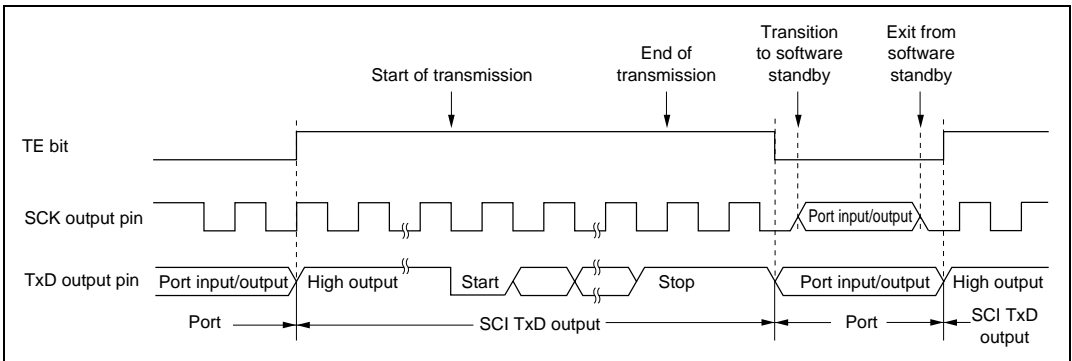 Transition
to software
standby
Exit from
software
standby
End of
transmission
Start of transmission
TE bit
SCK output pin
Port input/output
TxD output pin
Port input/output
High output
Start
Stop
Port input/output
High output
Port
SCI TxD output
Port
SCI TxD
output